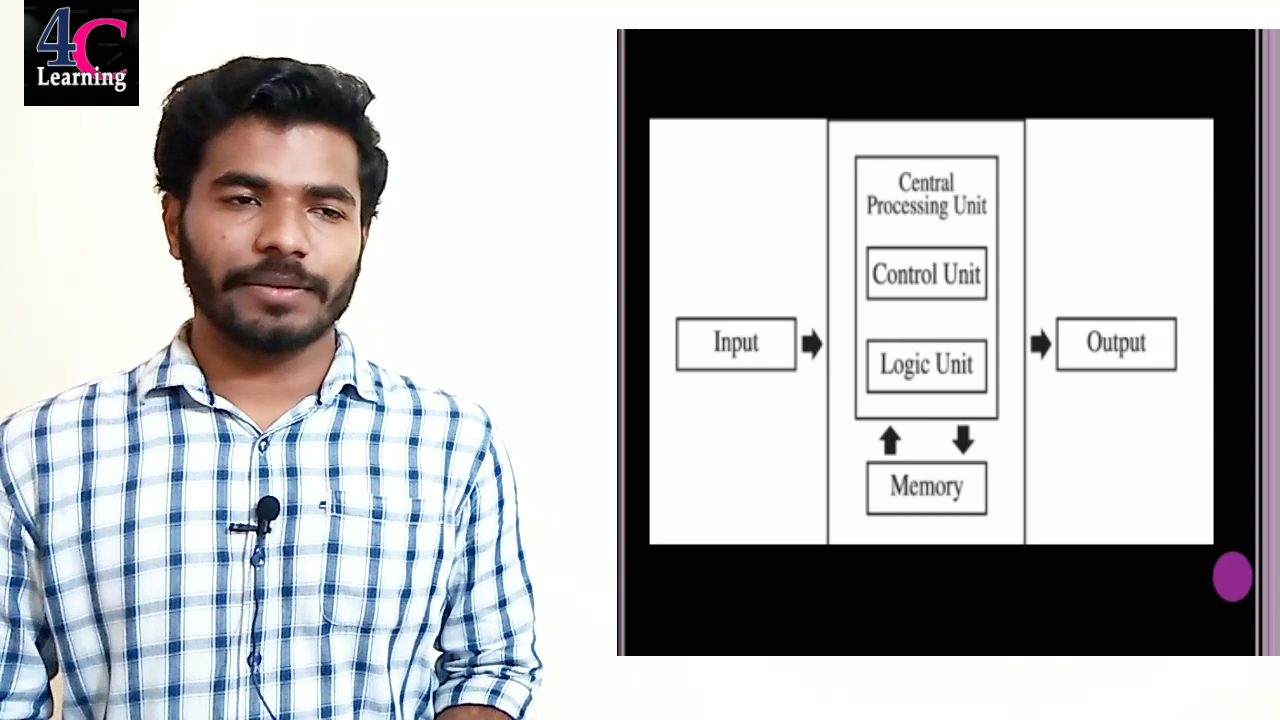 4C
Learning
Central
Processing Unit
Control Unit
Input
Output
Logic Unit
Memory